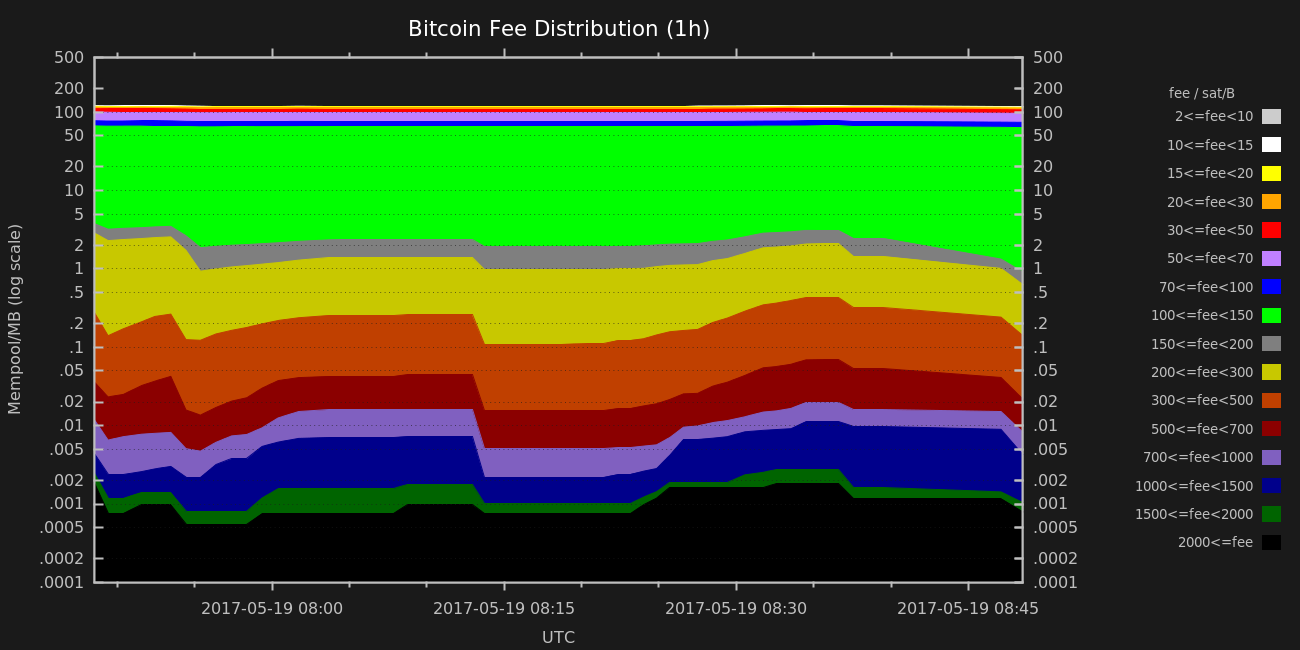 Bitcoin Fee Distribution (1h)
500 500
200 200
100 100
50 50
20 20
10 10
5 5
2 2
1 1
.5 .5
.2 .2
.1 .1
.05 .05
.02 .02
.01 .01
.005 .005
.002 .002
.001 .001
.0005 .0005
.0002 .0002
.0001 .0001
Mempool/MB (log scale)
2017-05-19 08:00 2017-05-19 08:15 2017-05-19 08:30 2017-05-19 08:45
UTC
fee / sat/B
2<=fee<10
10<=fee<15
15<=fee<20
20<=fee<30
30<=fee<50
50<=fee<70
70<=fee<100
100<=fee<150
150<=fee<200
200<=fee<300
300<=fee<500
500<=fee<700
700<=fee<1000
1000<=fee<1500
1500<=fee<2000
2000<=fee